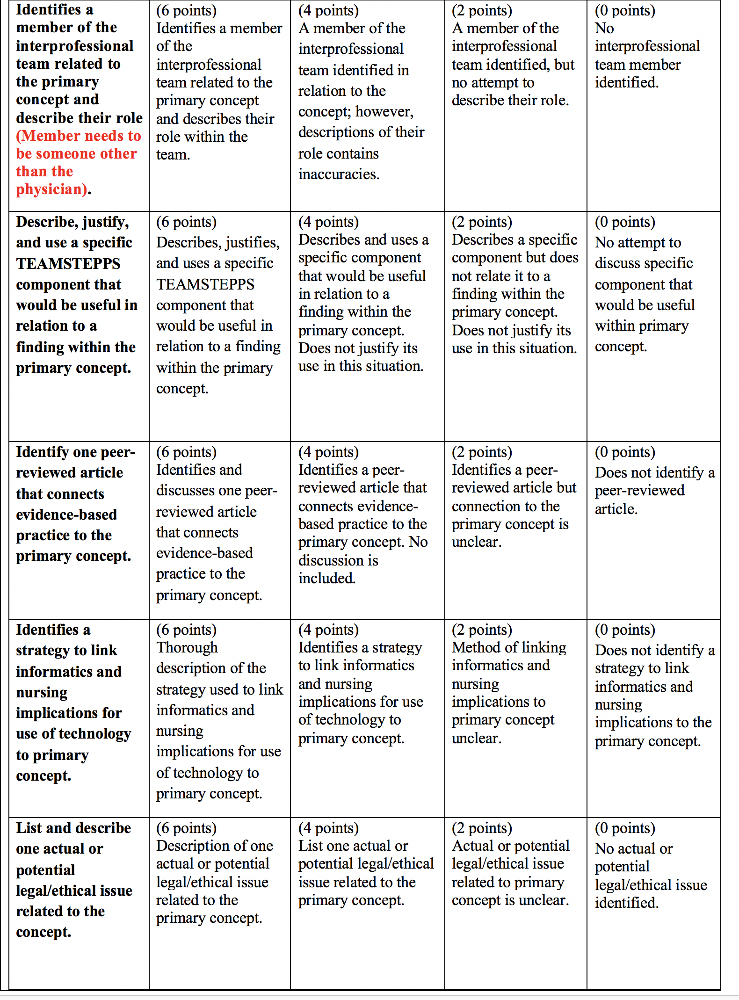 Identifies a
member of the
interprofessional
team related to
the primary
concept and
describe their role
(Member needs to
be someone other
than the
physician).
(6 points)
Identifies a member
of the
interprofessional
team related to the
primary concept
and describes their
role within the
team.
(4 points)
A member of the
interprofessional
team identified in
relation to the
concept; however,
descriptions of their
role contains
inaccuracies.
(2 points)
A member of the
interprofessional
team identified, but
no attempt to
describe their role.
(0 points)
No
interprofessional
team member
identified.
Describe, justify,
and use a specific
TEAMSTEPPS
component that
would be useful in
relation to a
finding within the
primary concept.
(6 points)
Describes, justifies,
and uses a specific
TEAMSTEPPS
component that
would be useful in
relation to a finding
within the primary
concept.
(4 points)
Describes and uses a
specific component
that would be useful
in relation to a
finding within the
primary concept.
Does not justify its
use in this situation.
(2 points)
Describes a specific
component but does
not relate it to a
finding within the
primary concept.
Does not justify its
use in this situation.
(0 points)
No attempt to
discuss specific
component that
would be useful
within primary
concept.
Identify one peer-
reviewed article
that connects
evidence-based
practice to the
primary concept.
(6 points)
Identifies and
discusses one peer-
reviewed article
that connects
evidence-based
practice to the
primary concept.
(4 points)
Identifies a peer-
reviewed article that
connects evidence-
based practice to the
primary concept. No
discussion is
included.
(2 points)
Identifies a peer-
reviewed article but
connection to the
primary concept is
unclear.
(0 points)
Does not identify a
peer-reviewed
article.
Identifies a
strategy to link
informatics and
nursing
implications for
use of technology
to primary
concept.
(6 points)
Thorough
description of the
strategy used to link
informatics and
nursing
implications for use
of technology to
primary concept.
(4 points)
Identifies a strategy
to link informatics
and nursing
implications for use
of technology to
primary concept.
(2 points)
Method of linking
informatics and
nursing
implications to
primary concept
unclear.
(0 points)
Does not identify a
strategy to link
informatics and
nursing
implications to the
primary concept.
List and describe
one actual or
potential
legal/ethical issue
related to the
concept.
(6 points)
Description of one
actual or potential
legal/ethical issue
related to the
primary concept.
(4 points)
List one actual or
potential legal/ethical
issue related to the
primary concept.
(2 points)
Actual or potential
legal/ethical issue
related to primary
concept is unclear.
(0 points)
No actual or
potential
legal/ethical issue
identified.